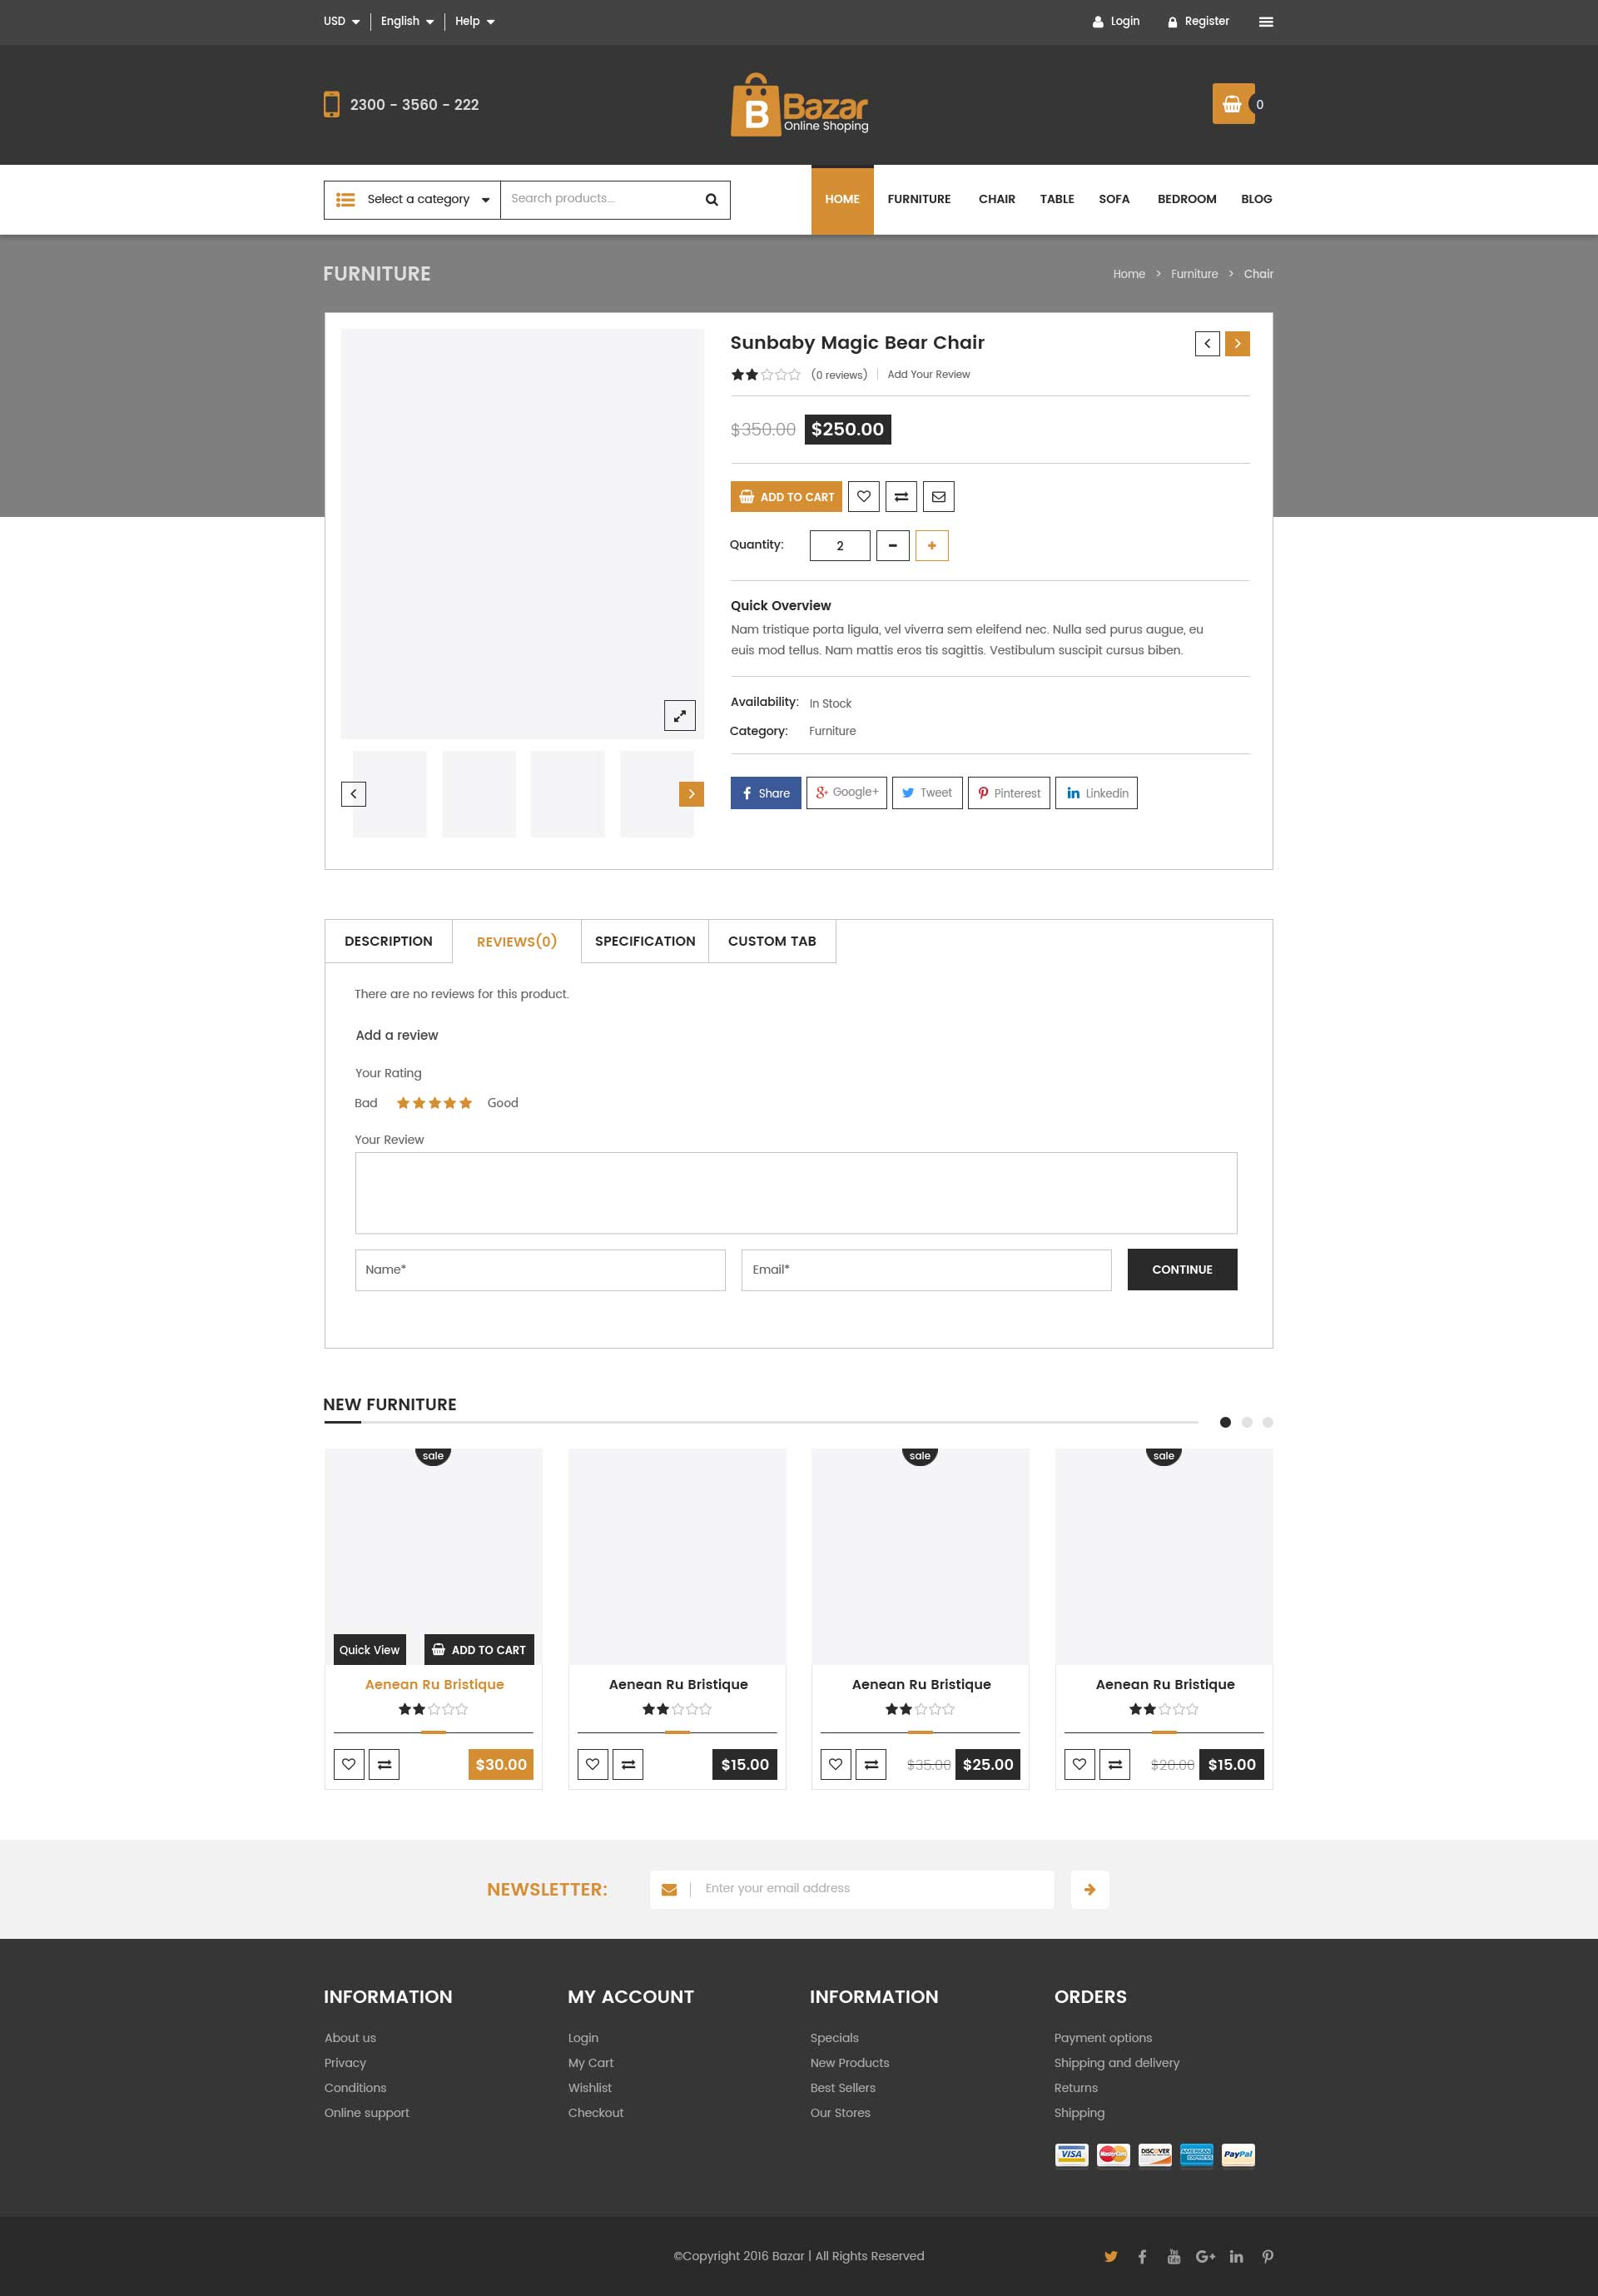 USD English Help Login Register
2300 - 3560 - 222
B Bazar
Online Shoping
0
Select a category Search products... HOME FURNITURE CHAIR TABLE SOFA BEDROOM BLOG
FURNITURE Home > Furniture > Chair
Sunbaby Magic Bear Chair
(0 reviews) Add Your Review
$350.00 $250.00
ADD TO CART
Quantity: 2
Quick Overview
Nam tristique porta ligula, vel viverra sem eleifend nec. Nulla sed purus augue, eu
euis mod tellus. Nam mattis eros tis sagittis. Vestibulum suscipit cursus biben.
Availability: In Stock
Category: Furniture
Share Google+ Tweet Pinterest Linkedin
DESCRIPTION REVIEWS(0) SPECIFICATION CUSTOM TAB
There are no reviews for this product.
Add a review
Your Rating
Bad Good
Your Review
Name* Email* CONTINUE
NEW FURNITURE
sale sale sale
Quick View ADD TO CART
Aenean Ru Bristique Aenean Ru Bristique Aenean Ru Bristique Aenean Ru Bristique
$30.00 $15.00 $35.00 $25.00 $20.00 $15.00
NEWSLETTER: Enter your email address
INFORMATION MY ACCOUNT INFORMATION ORDERS
About us Login Specials Payment options
Privacy My Cart New Products Shipping and delivery
Conditions Wishlist Best Sellers Returns
Online support Checkout Our Stores Shipping
VISA MasterCard DISCOVER AMERICAN EXPRESS PayPal
©Copyright 2016 Bazar | All Rights Reserved